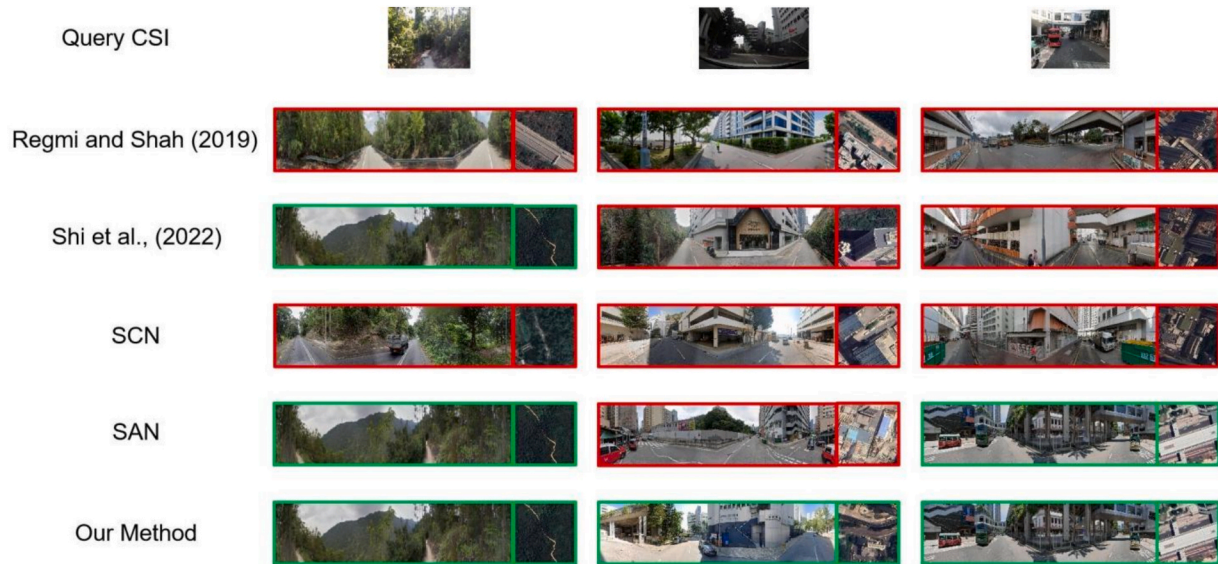 Query CSI
Regmi and Shah (2019)
Shi et al., (2022)
SCN
SAN
Our Method